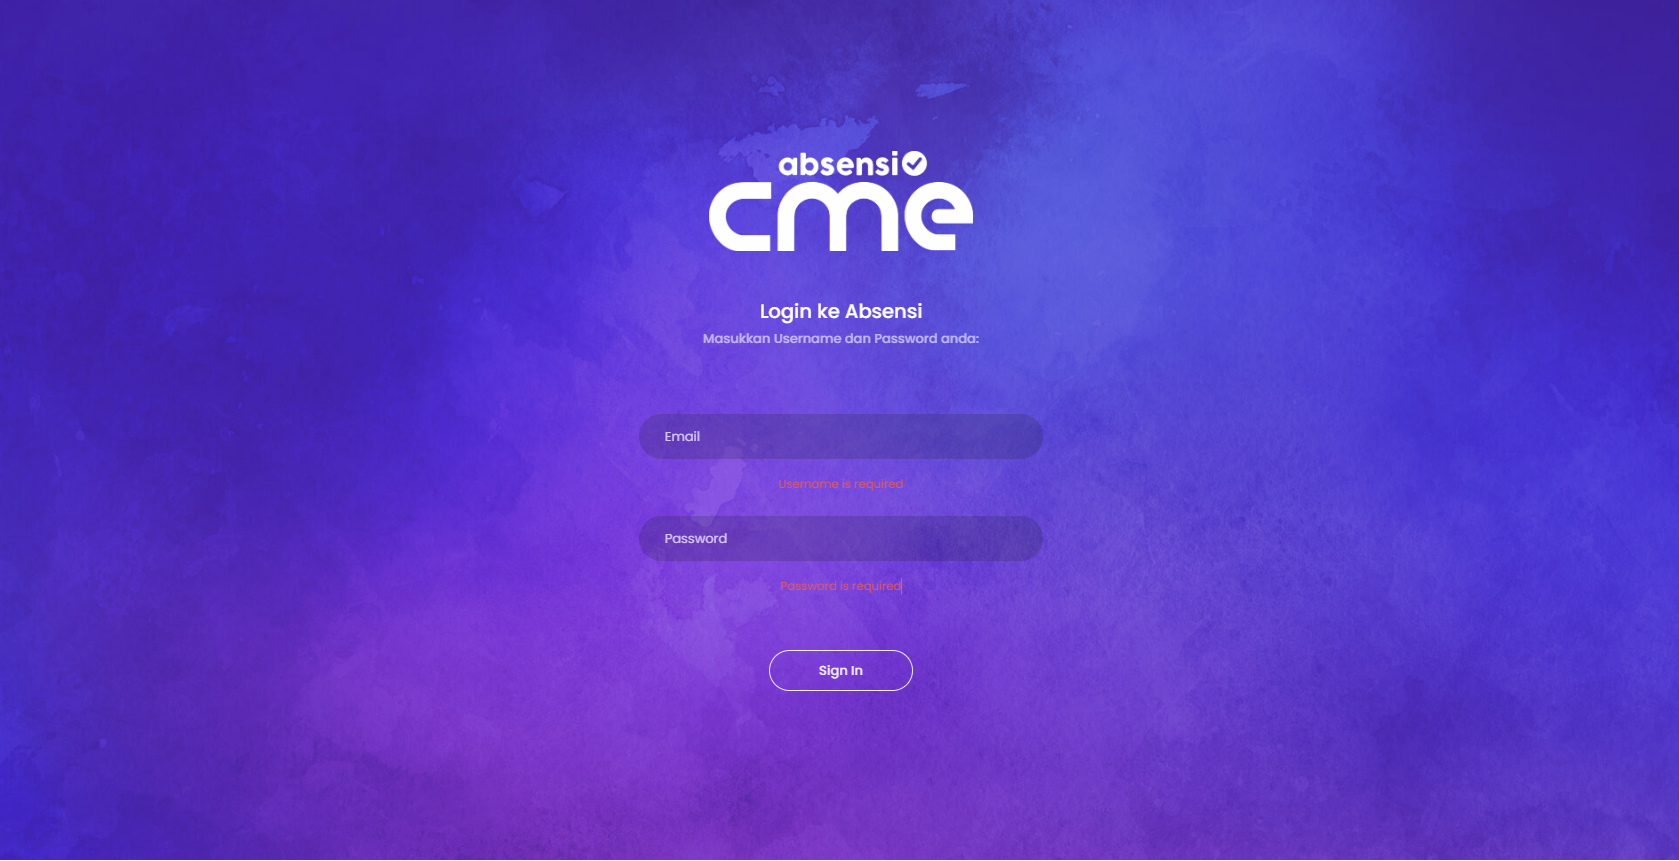 absensi
cme
Login ke Absensi
Masukkan Username dan Password anda:
Email
Username is required
Password
Password is required
Sign In